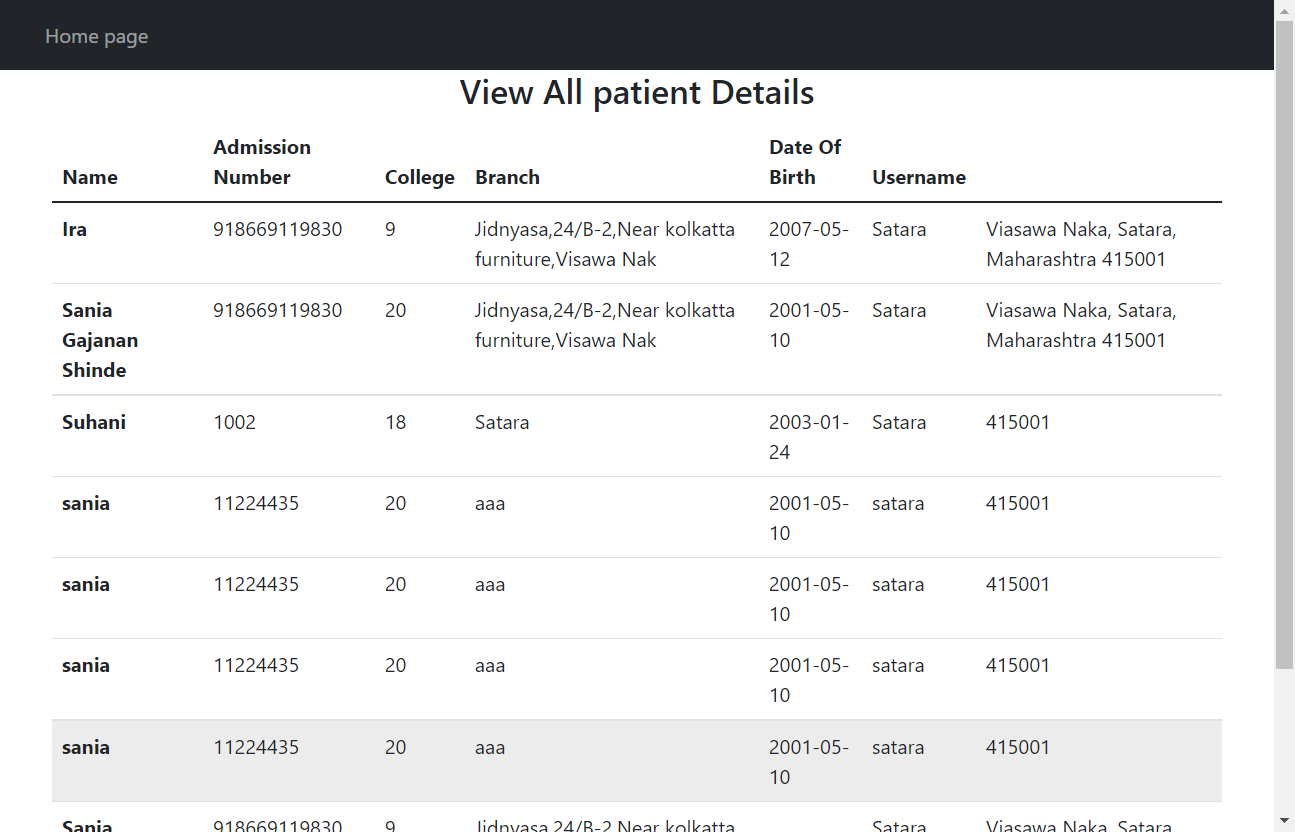 Home page
View All patient Details
Name Admission Number College Branch Date Of Birth Username
Ira 918669119830 9 Jidnyasa,24/B-2,Near kolkatta furniture,Visawa Nak 2007-05-12 Satara Viasawa Naka, Satara, Maharashtra 415001
Sania Gajanan Shinde 918669119830 20 Jidnyasa,24/B-2,Near kolkatta furniture,Visawa Nak 2001-05-10 Satara Viasawa Naka, Satara, Maharashtra 415001
Suhani 1002 18 Satara 2003-01-24 Satara 415001
sania 11224435 20 aaa 2001-05-10 satara 415001
sania 11224435 20 aaa 2001-05-10 satara 415001
sania 11224435 20 aaa 2001-05-10 satara 415001
sania 11224435 20 aaa 2001-05-10 satara 415001
Sania 918669119830 9 Jidnyasa,24/B-2,Near kolkatta Satara Viasawa Naka, Satara,